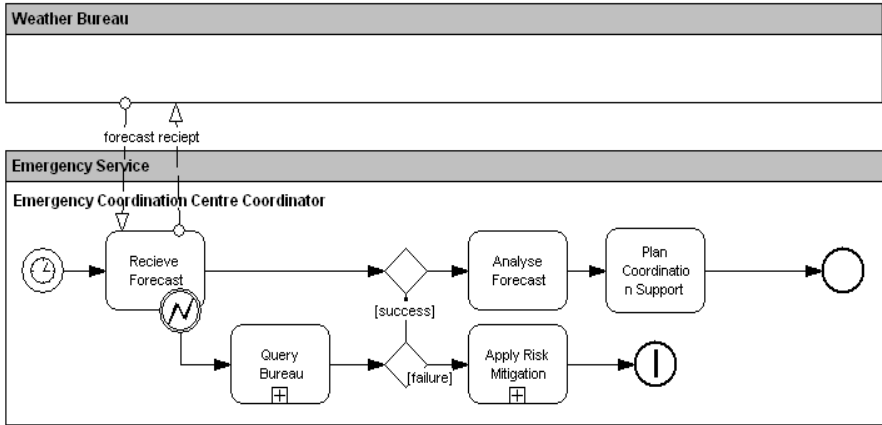 Weather Bureau
forecast reciept
Emergency Service
Emergency Coordination Centre Coordinator
Recieve
Forecast
Analyse
Forecast
Plan
Coordinatio
n Support
[success]
Query
Bureau
[failure]
Apply Risk
Mitigation